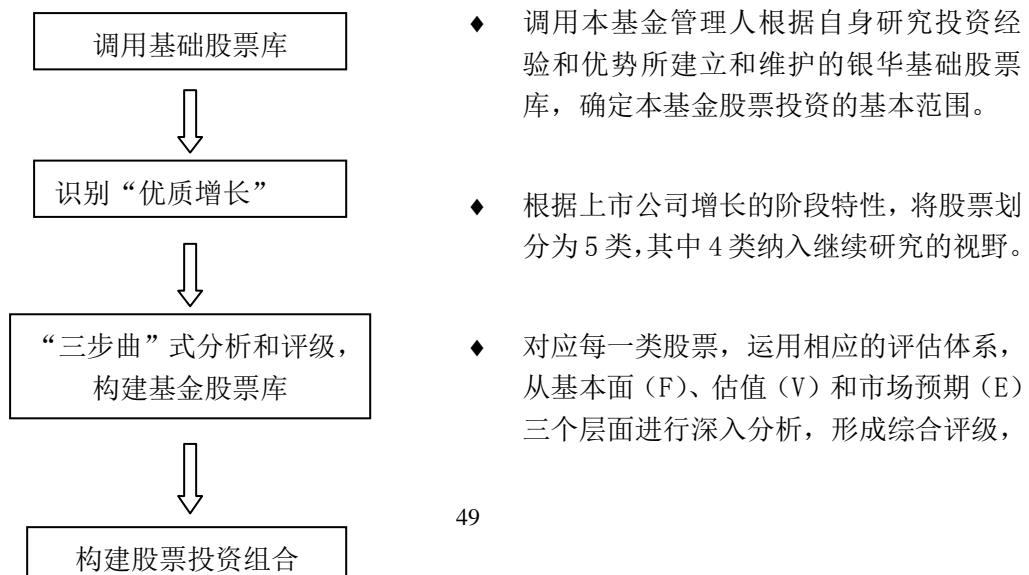 调用基础股票库
识别“优质增长”
“三步曲”式分析和评级，
构建基金股票库
构建股票投资组合
♦ 调用本基金管理人根据自身研究投资经
验和优势所建立和维护的银华基础股票
库，确定本基金股票投资的基本范围。
♦ 根据上市公司增长的阶段特性，将股票划
分为 5 类，其中 4 类纳入继续研究的视野。
♦ 对应每一类股票，运用相应的评估体系，
从基本面（F）、估值（V）和市场预期（E）
三个层面进行深入分析，形成综合评级，
49